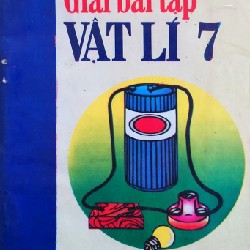 Giải bài tập
VẬT LÍ 7